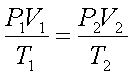 P₁V₁/T₁ = P₂V₂/T₂